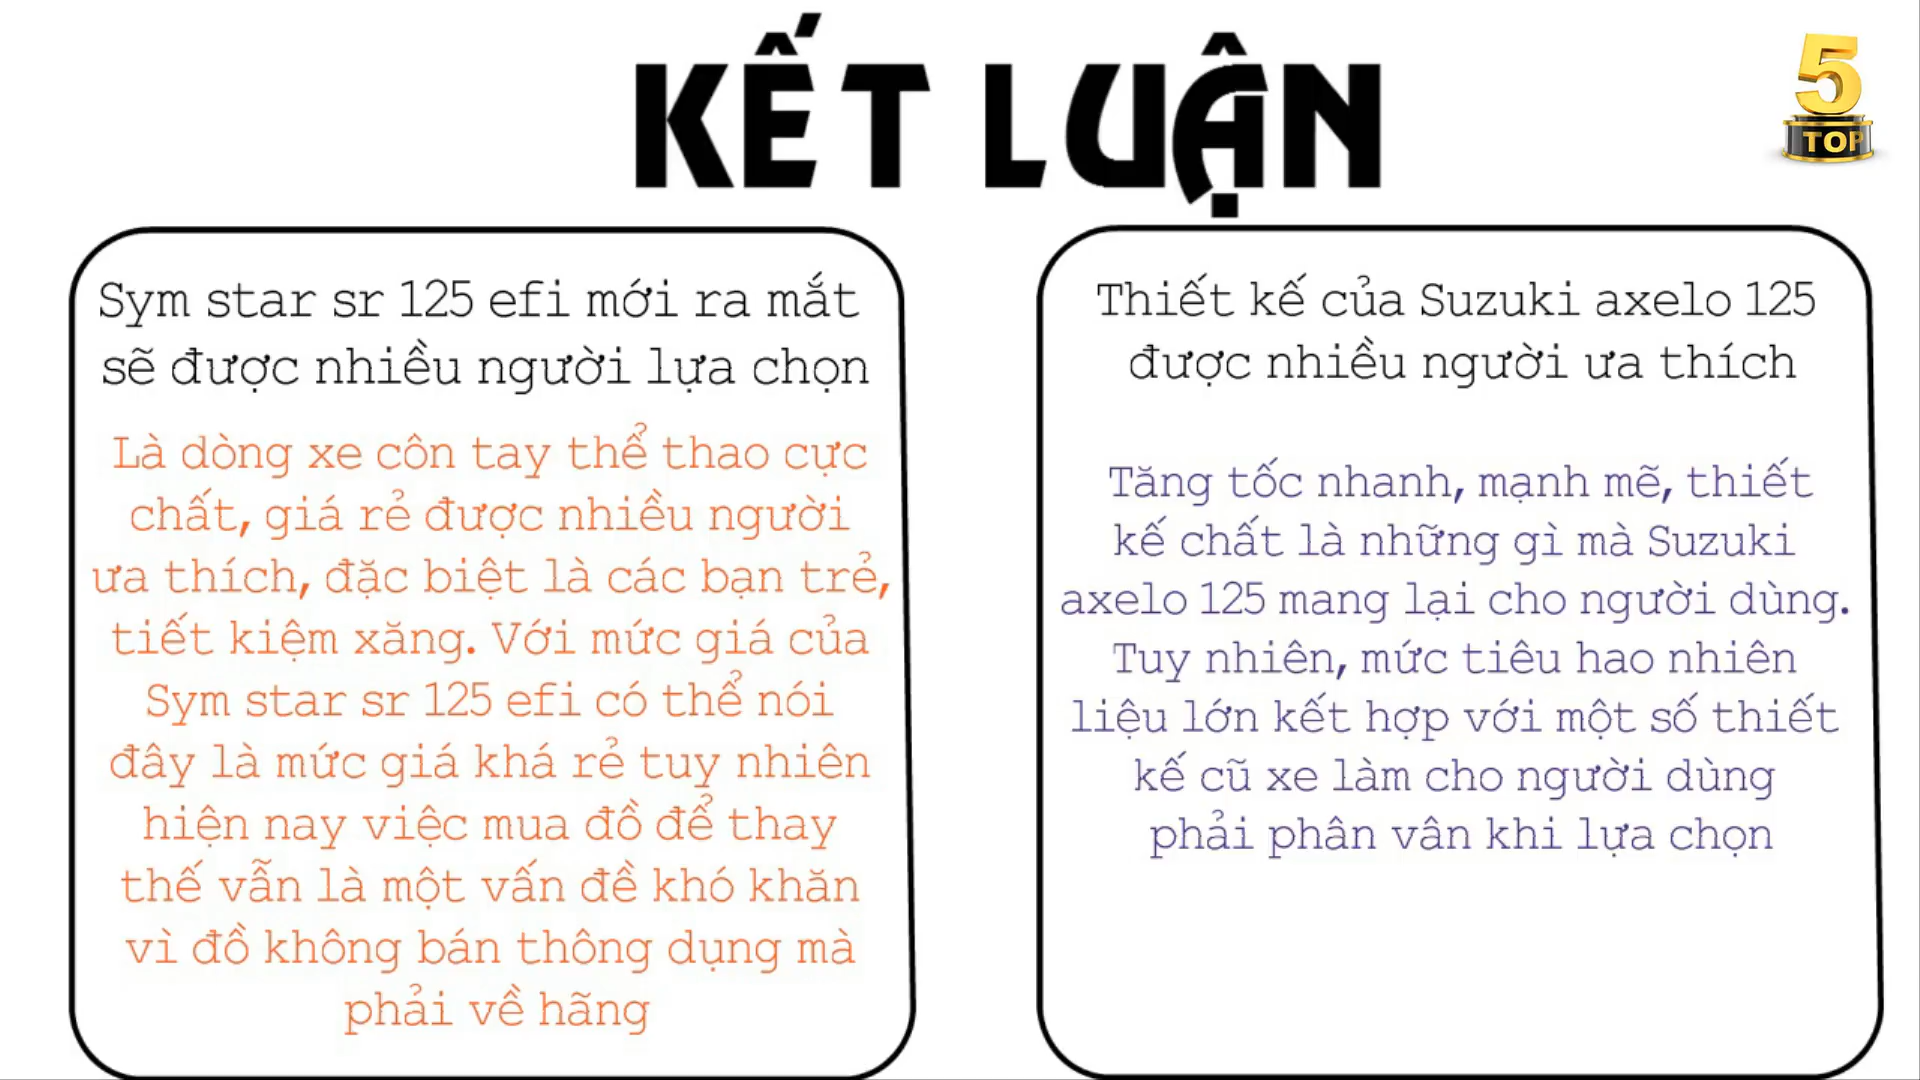 KẾT LUẬN
5
TOP
Sym star sr 125 efi mới ra mắt
sẽ được nhiều người lựa chọn
Là dòng xe côn tay thể thao cực
chất, giá rẻ được nhiều người
ưa thích, đặc biệt là các bạn trẻ,
tiết kiệm xăng. Với mức giá của
Sym star sr 125 efi có thể nói
đây là mức giá khá rẻ tuy nhiên
hiện nay việc mua đồ để thay
thế vẫn là một vấn đề khó khăn
vì đồ không bán thông dụng mà
phải về hãng
Thiết kế của Suzuki axelo 125
được nhiều người ưa thích
Tăng tốc nhanh, mạnh mẽ, thiết
kế chất là những gì mà Suzuki
axelo 125 mang lại cho người dùng.
Tuy nhiên, mức tiêu hao nhiên
liệu lớn kết hợp với một số thiết
kế cũ xe làm cho người dùng
phải phân vân khi lựa chọn